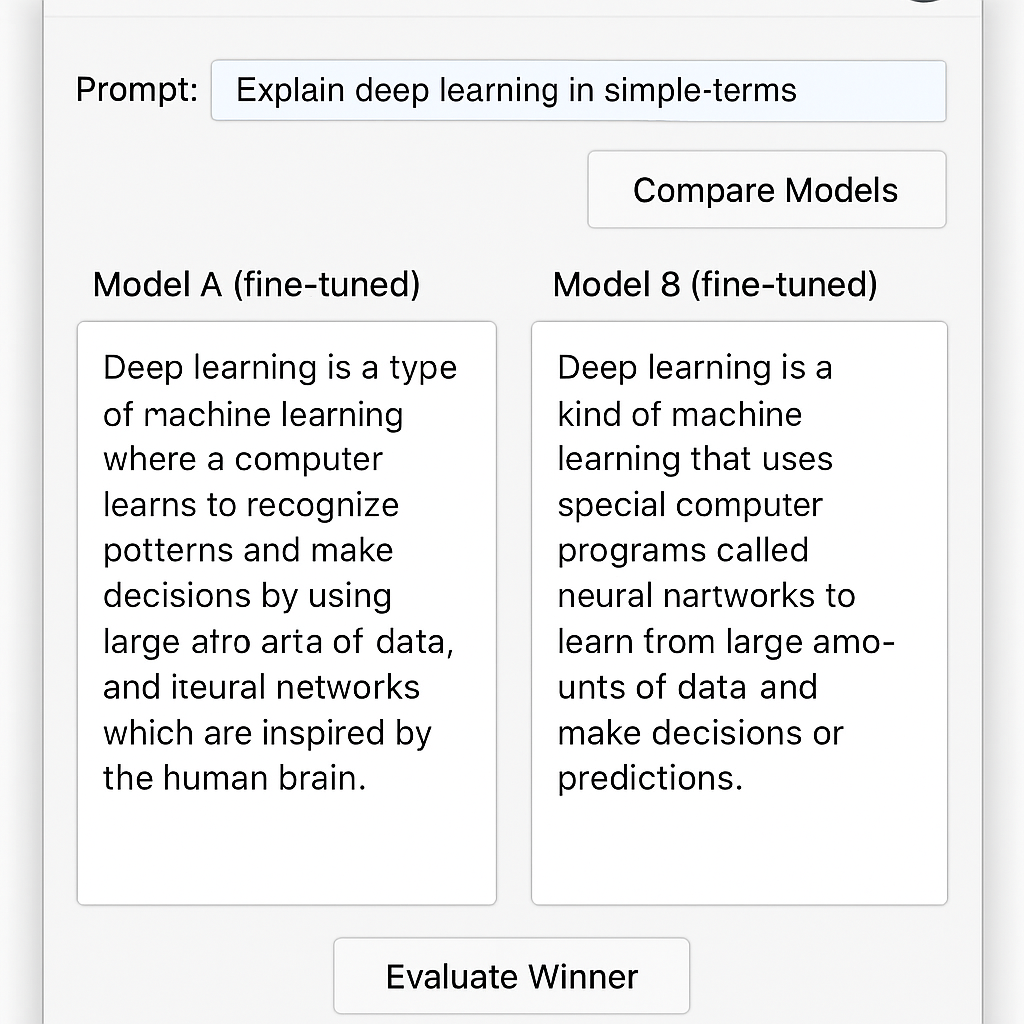 Prompt: Explain deep learning in simple-terms
Compare Models
Model A (fine-tuned)
Deep learning is a type
of machine learning
where a computer
learns to recognize
potterns and make
decisions by using
large atro arta of data,
and iteural networks
which are inspired by
the human brain.
Model 8 (fine-tuned)
Deep learning is a
kind of machine
learning that uses
special computer
programs called
neural nartworks to
learn from large amo-
unts of data and
make decisions or
predictions.
Evaluate Winner